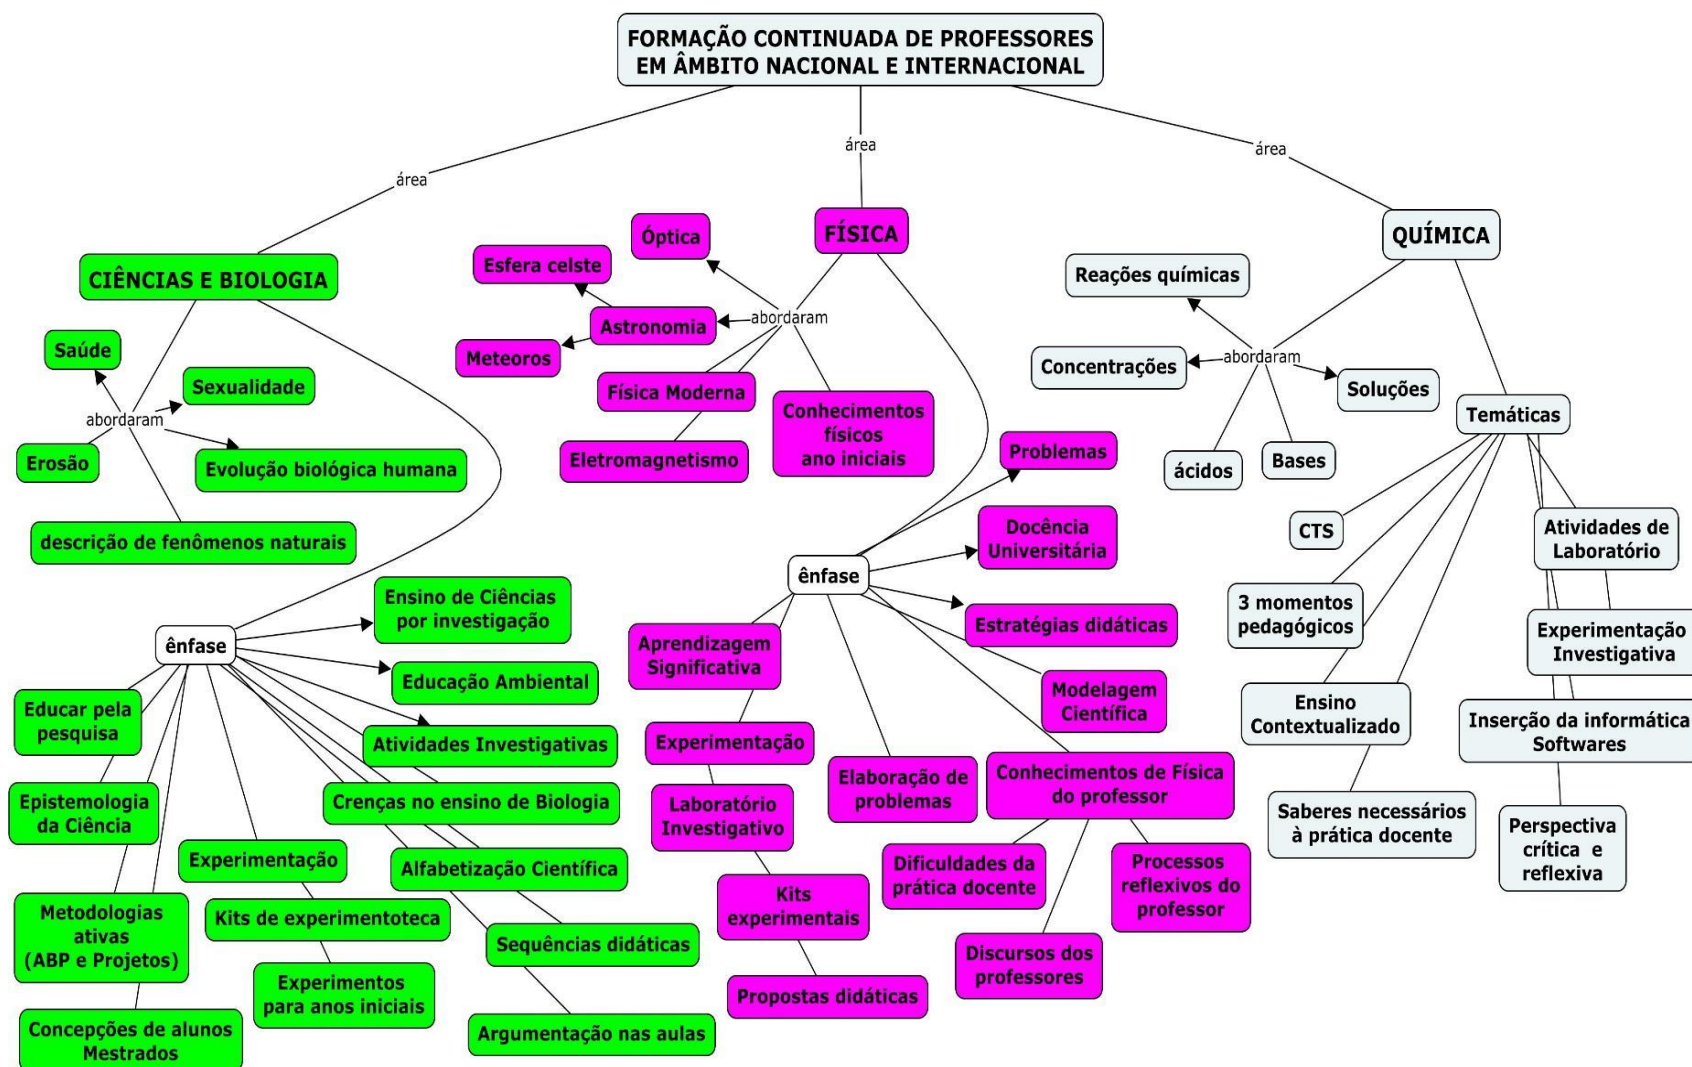 FORMAÇÃO CONTINUADA DE PROFESSORES
EM ÂMBITO NACIONAL E INTERNACIONAL
área
área
área
CIÊNCIAS E BIOLOGIA
abordaram
Saúde
Sexualidade
Erosão
Evolução biológica humana
descrição de fenômenos naturais
ênfase
Ensino de Ciências
por investigação
Educação Ambiental
Educar pela
pesquisa
Atividades Investigativas
Epistemologia
da Ciência
Crenças no ensino de Biologia
Experimentação
Alfabetização Científica
Metodologias
ativas
(ABP e Projetos)
Kits de experimentoteca
Sequências didáticas
Experimentos
para anos iniciais
Concepções de alunos
Mestrados
Argumentação nas aulas
FÍSICA
abordaram
Óptica
Esfera celste
Astronomia
Meteoros
Física Moderna
Conhecimentos
físicos
ano iniciais
Eletromagnetismo
ênfase
Problemas
Docência
Universitária
Estratégias didáticas
Aprendizagem
Significativa
Modelagem
Científica
Experimentação
Elaboração de
problemas
Conhecimentos de Física
do professor
Laboratório
Investigativo
Dificuldades da
prática docente
Processos
reflexivos do
professor
Kits
experimentais
Discursos dos
professores
Propostas didáticas
QUÍMICA
abordaram
Reações químicas
Concentrações
Soluções
ácidos
Bases
Temáticas
CTS
Atividades de
Laboratório
3 momentos
pedagógicos
Experimentação
Investigativa
Ensino
Contextualizado
Inserção da informática
Softwares
Saberes necessários
à prática docente
Perspectiva
crítica e
reflexiva